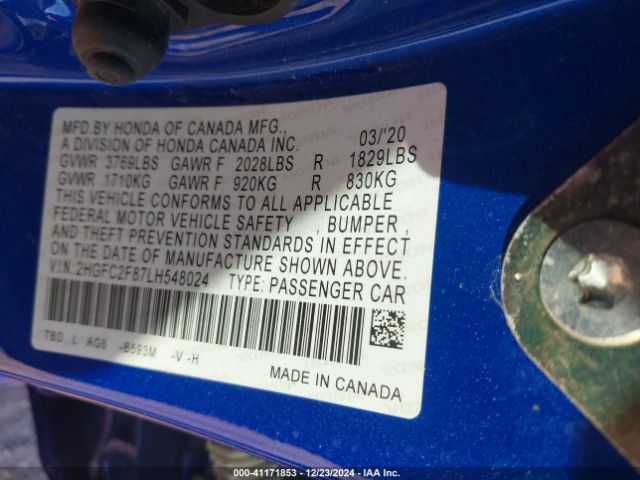 MFD.BY HONDA OF CANADA MFG.,
A DIVISION OF HONDA CANADA INC. 03/'20
GVWR 3769LBS GAWR F 2028LBS R 1829LBS
GVWR 1710KG GAWR F 920KG R 830KG
THIS VEHICLE CONFORMS TO ALL APPLICABLE
FEDERAL MOTOR VEHICLE SAFETY , BUMPER ,
AND THEFT PREVENTION STANDARDS IN EFFECT
ON THE DATE OF MANUFACTURE SHOWN ABOVE.
VIN:2HGFC2F87LH548024 TYPE: PASSENGER CAR
TBD L AG6 -B593M -V -H
MADE IN CANADA
000-41171853 - 12/23/2024 - IAA Inc.